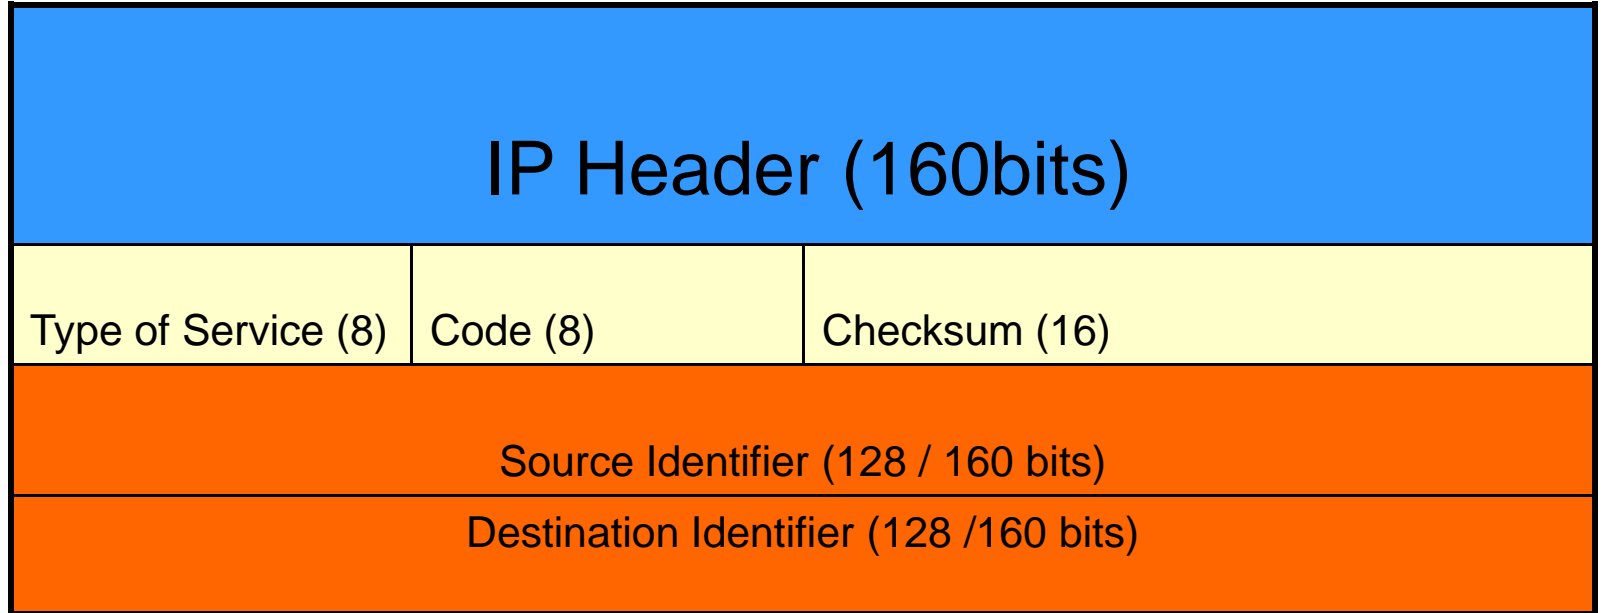 IP Header (160bits)
Type of Service (8) Code (8) Checksum (16)
Source Identifier (128 / 160 bits)
Destination Identifier (128 /160 bits)